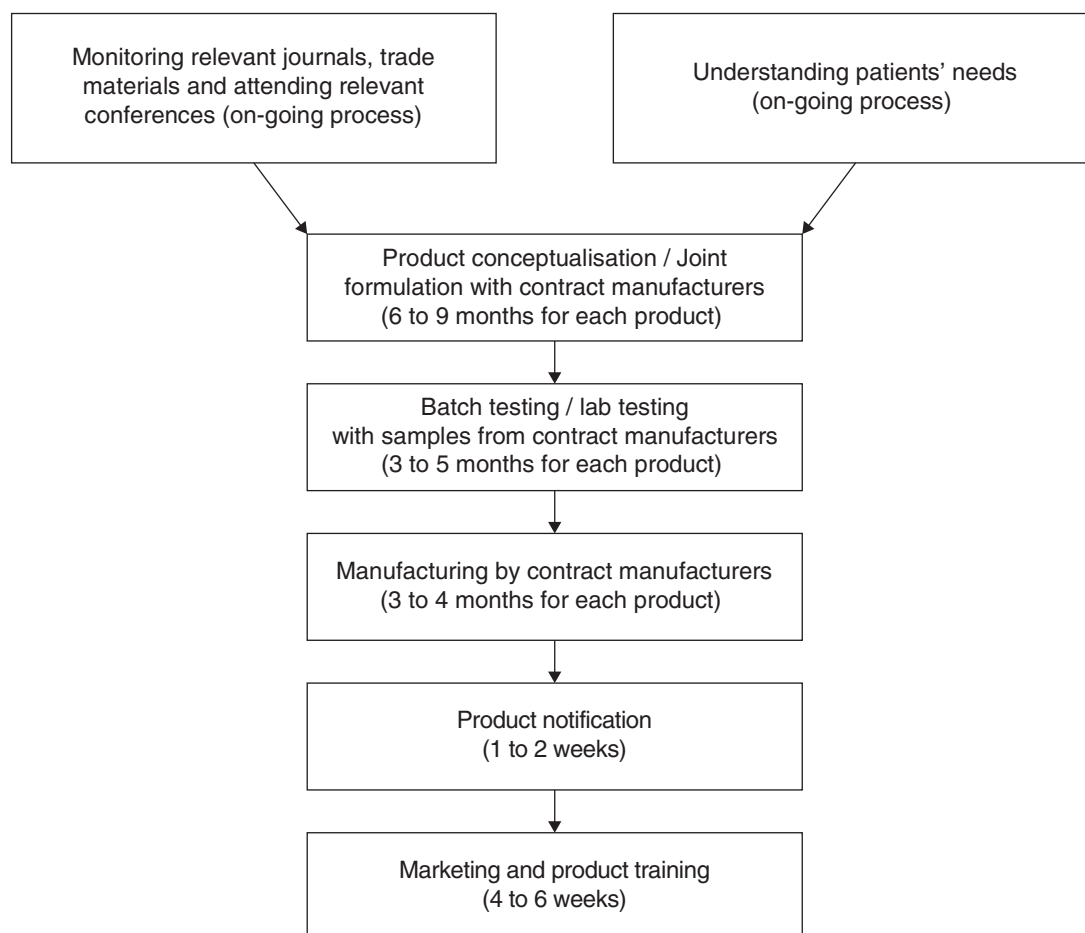 Monitoring relevant journals, trade
materials and attending relevant
conferences (on-going process)
Understanding patients’ needs
(on-going process)
Product conceptualisation / Joint
formulation with contract manufacturers
(6 to 9 months for each product)
Batch testing / lab testing
with samples from contract manufacturers
(3 to 5 months for each product)
Manufacturing by contract manufacturers
(3 to 4 months for each product)
Product notification
(1 to 2 weeks)
Marketing and product training
(4 to 6 weeks)